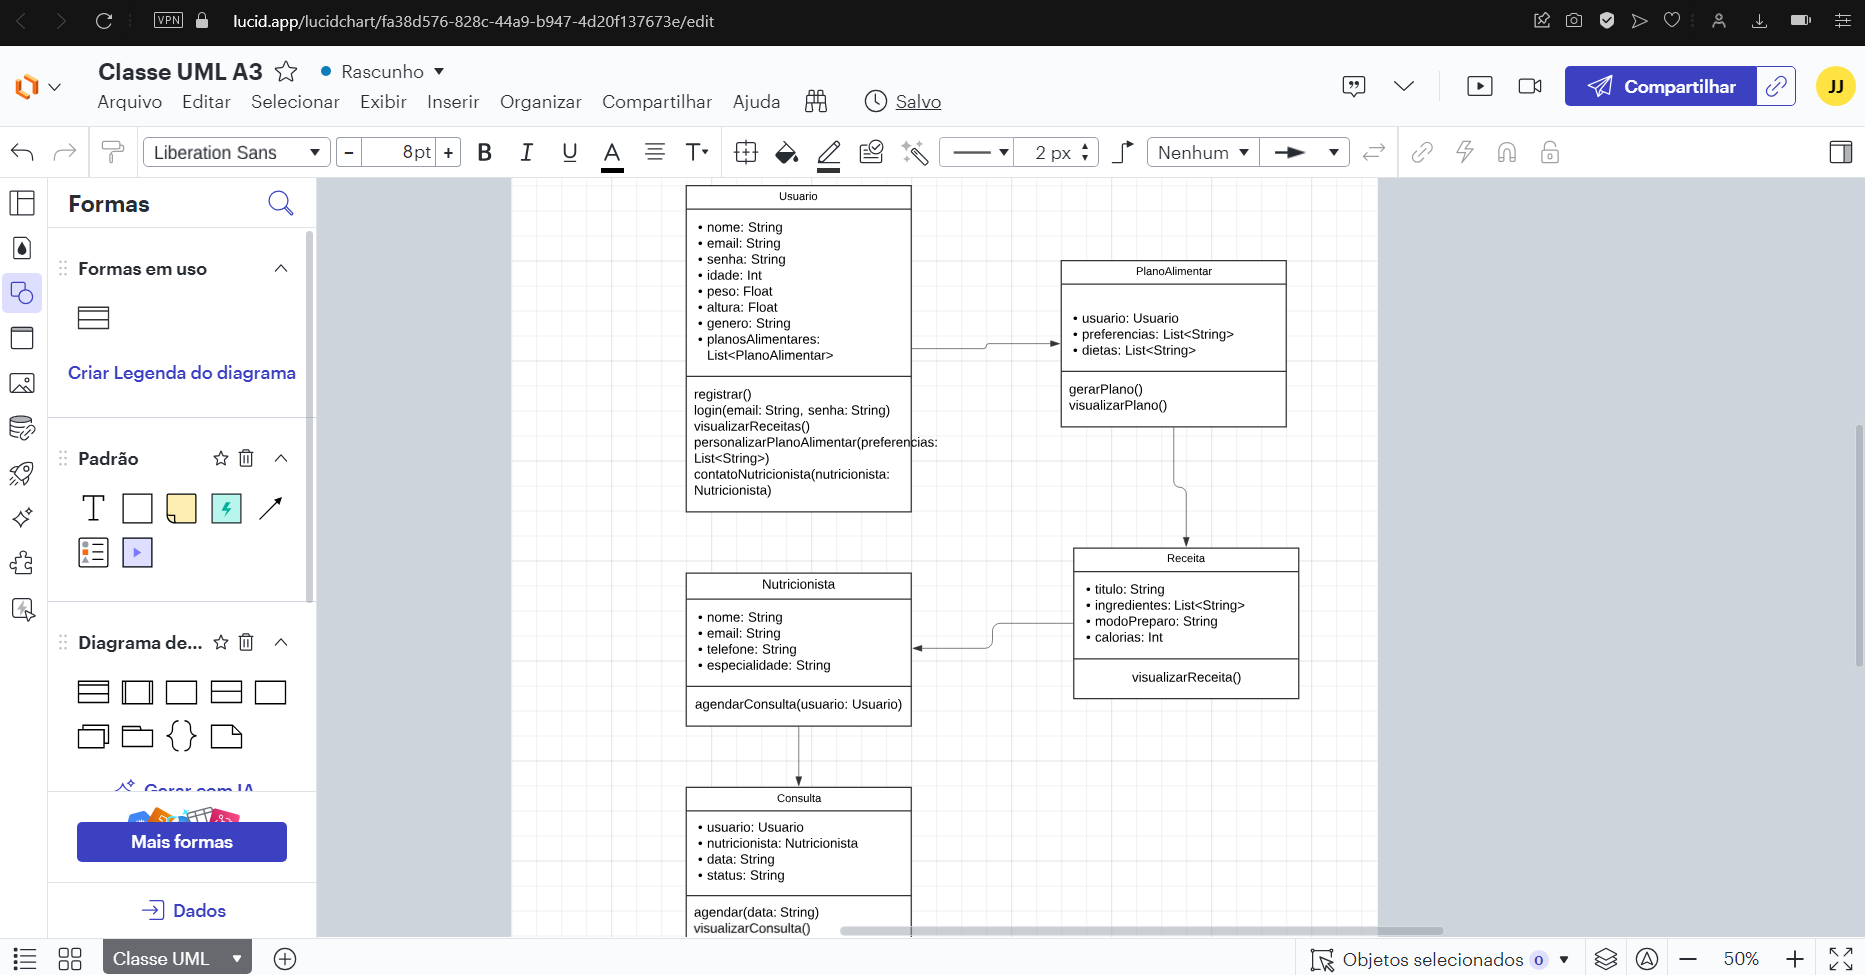 VPN
lucid.app/lucidchart/fa38d576-828c-44a9-b947-4d20f137673e/edit
Classe UML A3
Rascunho
Arquivo Editar Selecionar Exibir Inserir Organizar Compartilhar Ajuda Salvo
Compartilhar
JJ
Liberation Sans
− 8pt +
B I U A T
2 px
Nenhum
Formas
Formas em uso
Criar Legenda do diagrama
Padrão
T
Diagrama de...
Gerar com IA
Mais formas
Dados
Usuario
• nome: String
• email: String
• senha: String
• idade: Int
• peso: Float
• altura: Float
• genero: String
• planosAlimentares:
List<PlanoAlimentar>
registrar()
login(email: String, senha: String)
visualizarReceitas()
personalizarPlanoAlimentar(preferencias:
List<String>)
contatoNutricionista(nutricionista:
Nutricionista)
PlanoAlimentar
• usuario: Usuario
• preferencias: List<String>
• dietas: List<String>
gerarPlano()
visualizarPlano()
Receita
• titulo: String
• ingredientes: List<String>
• modoPreparo: String
• calorias: Int
visualizarReceita()
Nutricionista
• nome: String
• email: String
• telefone: String
• especialidade: String
agendarConsulta(usuario: Usuario)
Consulta
• usuario: Usuario
• nutricionista: Nutricionista
• data: String
• status: String
agendar(data: String)
visualizarConsulta()
Classe UML
Objetos selecionados 0
50%